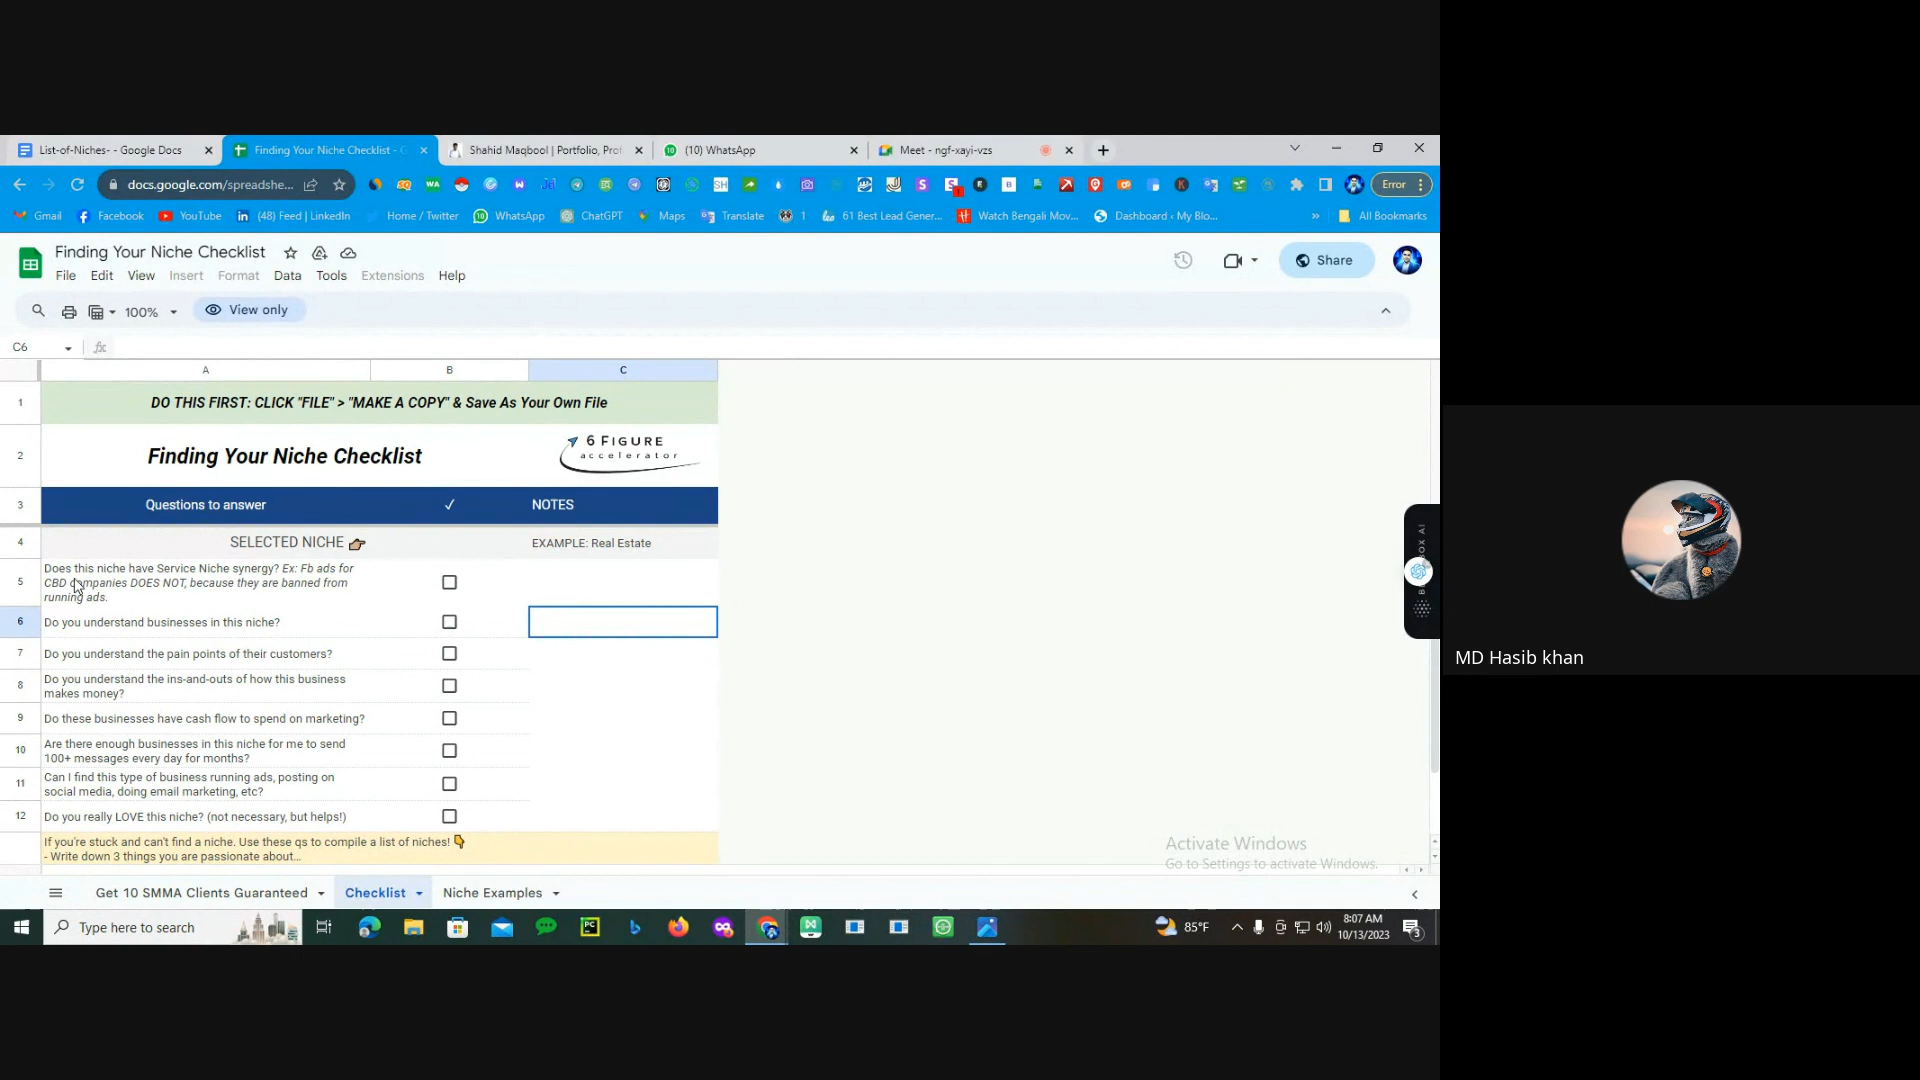 List-of-Niches- - Google Docs
Finding Your Niche Checklist - G
Shahid Maqbool | Portfolio, Prof
(10) WhatsApp
Meet - ngf-xayi-vzs
docs.google.com/spreadshe...
Error
Gmail
Facebook
YouTube
(48) Feed | LinkedIn
Home / Twitter
WhatsApp
ChatGPT
Maps
Translate
1
61 Best Lead Gener...
Watch Bengali Mov...
Dashboard ‹ My Blo...
»
All Bookmarks
Finding Your Niche Checklist
File Edit View Insert Format Data Tools Extensions Help
Share
100%
View only
C6
fx
A B C
1 DO THIS FIRST: CLICK "FILE" > "MAKE A COPY" & Save As Your Own File
2 Finding Your Niche Checklist
6 FIGURE
accelerator
3 Questions to answer ✓ NOTES
4 SELECTED NICHE 👉 EXAMPLE: Real Estate
5 Does this niche have Service Niche synergy? Ex: Fb ads for
CBD companies DOES NOT, because they are banned from
running ads.
6 Do you understand businesses in this niche?
7 Do you understand the pain points of their customers?
8 Do you understand the ins-and-outs of how this business
makes money?
9 Do these businesses have cash flow to spend on marketing?
10 Are there enough businesses in this niche for me to send
100+ messages every day for months?
11 Can I find this type of business running ads, posting on
social media, doing email marketing, etc?
12 Do you really LOVE this niche? (not necessary, but helps!)
If you're stuck and can't find a niche. Use these qs to compile a list of niches! 👇
- Write down 3 things you are passionate about...
Activate Windows
Go to Settings to activate Windows.
Get 10 SMMA Clients Guaranteed
Checklist
Niche Examples
Type here to search
85°F
8:07 AM
10/13/2023
3
MD Hasib khan